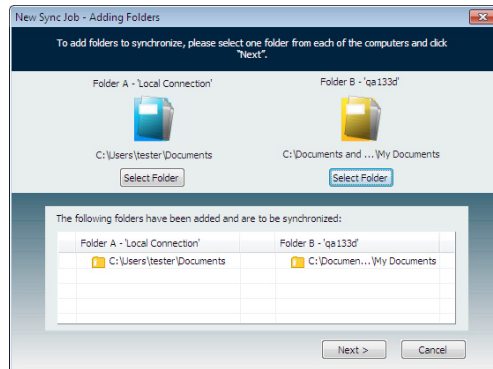 New Sync Job - Adding Folders
To add folders to synchronize, please select one folder from each of the computers and click
"Next".
Folder A - 'Local Connection'
Folder B - 'qa133d'
C:\Users\tester\Documents
C:\Documents and ...\My Documents
Select Folder
Select Folder
The following folders have been added and are to be synchronized:
Folder A - 'Local Connection'
Folder B - 'qa133d'
C:\Users\tester\Documents
C:\Documen...\My Documents
Next >
Cancel